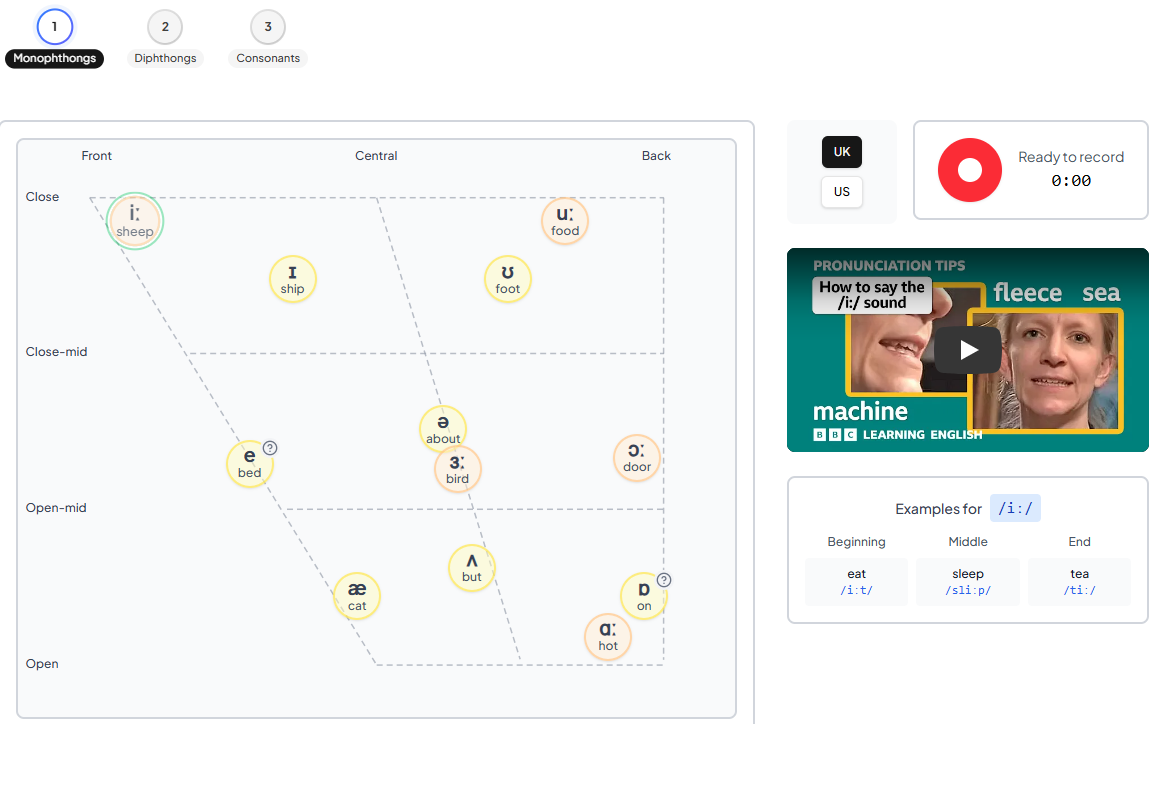 1
2
3
Monophthongs
Diphthongs
Consonants
Front
Central
Back
Close
iː
sheep
uː
food
ɪ
ship
ʊ
foot
Close-mid
ə
about
e
?
bed
ɜː
bird
ɔː
door
Open-mid
ʌ
but
æ
cat
ɒ
?
on
ɑː
hot
Open
UK
US
Ready to record
0:00
PRONUNCIATION TIPS
How to say the
/i:/ sound
fleece sea
machine
BBC LEARNING ENGLISH
Examples for /iː/
Beginning
Middle
End
eat
/iːt/
sleep
/sliːp/
tea
/tiː/